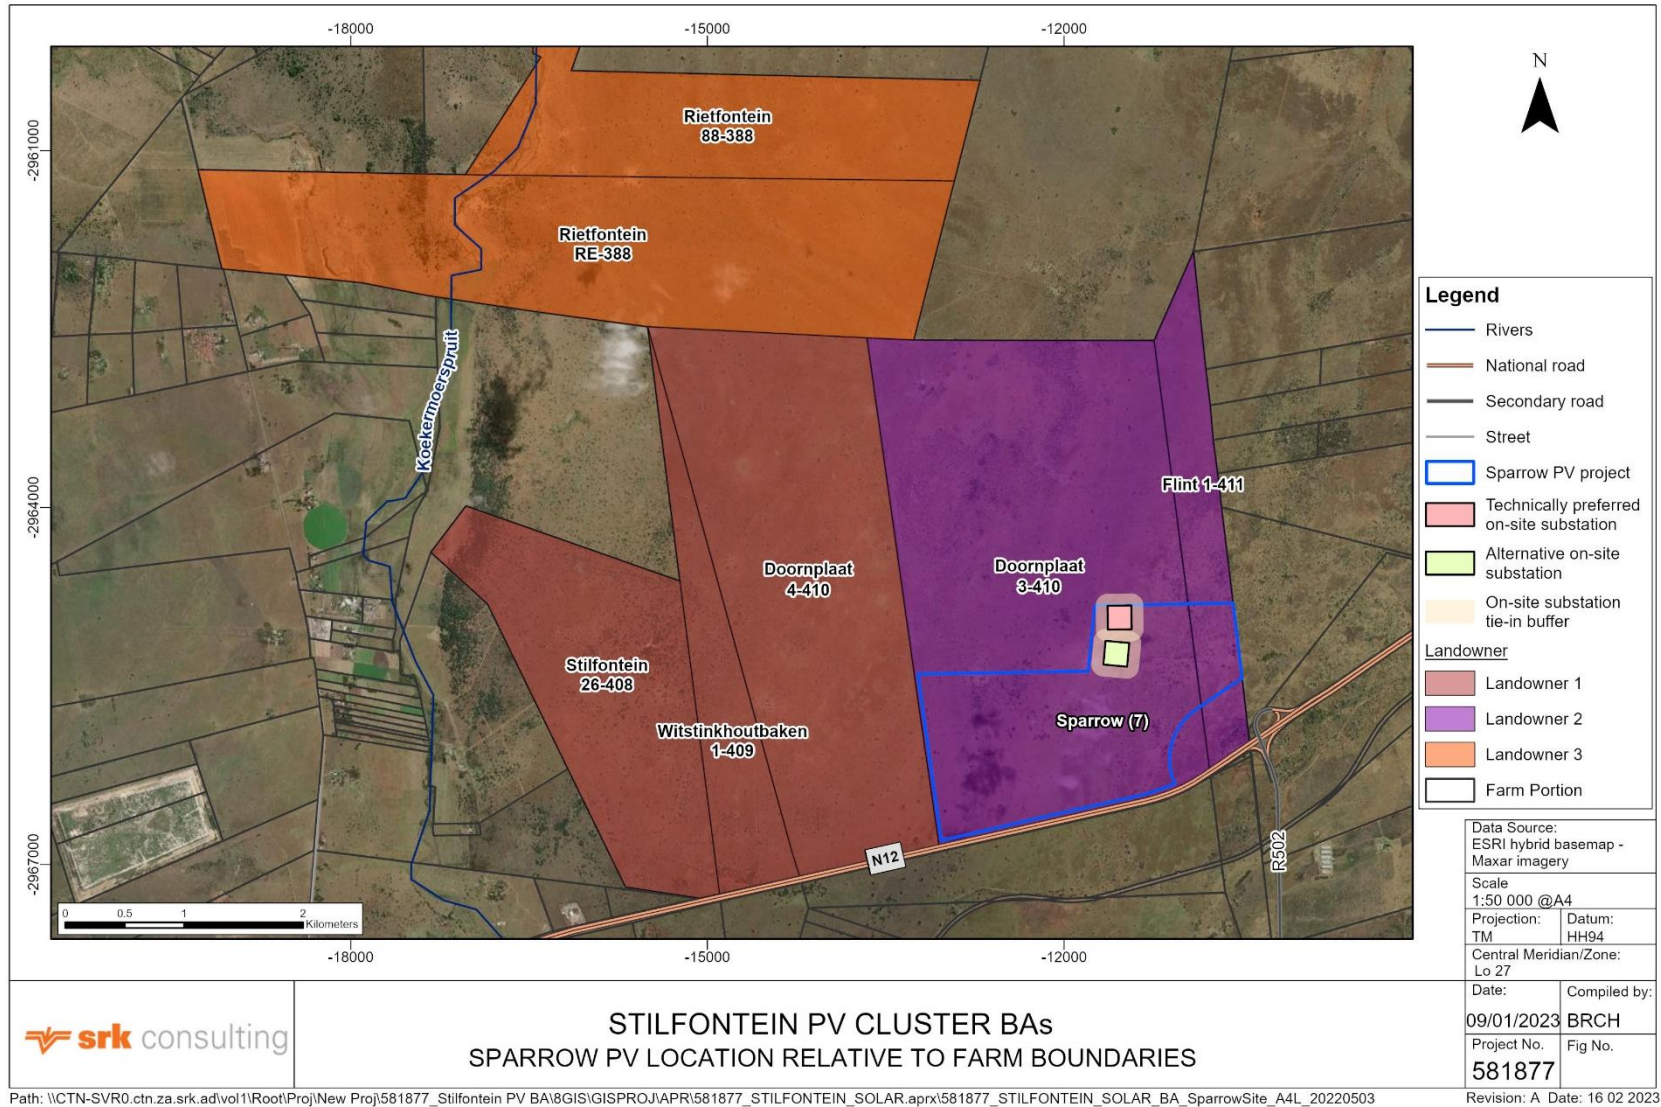 -18000
-15000
-12000
N
-2961000
-2964000
-2967000
Rietfontein
88-388
Rietfontein
RE-388
Koekermoerspruit
Flint 1-411
Doornplaat
4-410
Doornplaat
3-410
Stilfontein
26-408
Witstinkhoutbaken
1-409
Sparrow (7)
N12
R502
0 0.5 1 2
Kilometers
-18000
-15000
-12000
Legend
Rivers
National road
Secondary road
Street
Sparrow PV project
Technically preferred
on-site substation
Alternative on-site
substation
On-site substation
tie-in buffer
Landowner
Landowner 1
Landowner 2
Landowner 3
Farm Portion
Data Source:
ESRI hybrid basemap -
Maxar imagery
Scale
1:50 000 @A4
Projection: Datum:
TM HH94
Central Meridian/Zone:
Lo 27
Date: Compiled by:
09/01/2023 BRCH
Project No. Fig No.
581877
srk consulting
STILFONTEIN PV CLUSTER BAs
SPARROW PV LOCATION RELATIVE TO FARM BOUNDARIES
Path: \\CTN-SVR0.ctn.za.srk.ad\vol1\Root\Proj\New Proj\581877_Stilfontein PV BA\8GIS\GISPROJ\APR\581877_STILFONTEIN_SOLAR.aprx\581877_STILFONTEIN_SOLAR_BA_SparrowSite_A4L_20220503
Revision: A Date: 16 02 2023